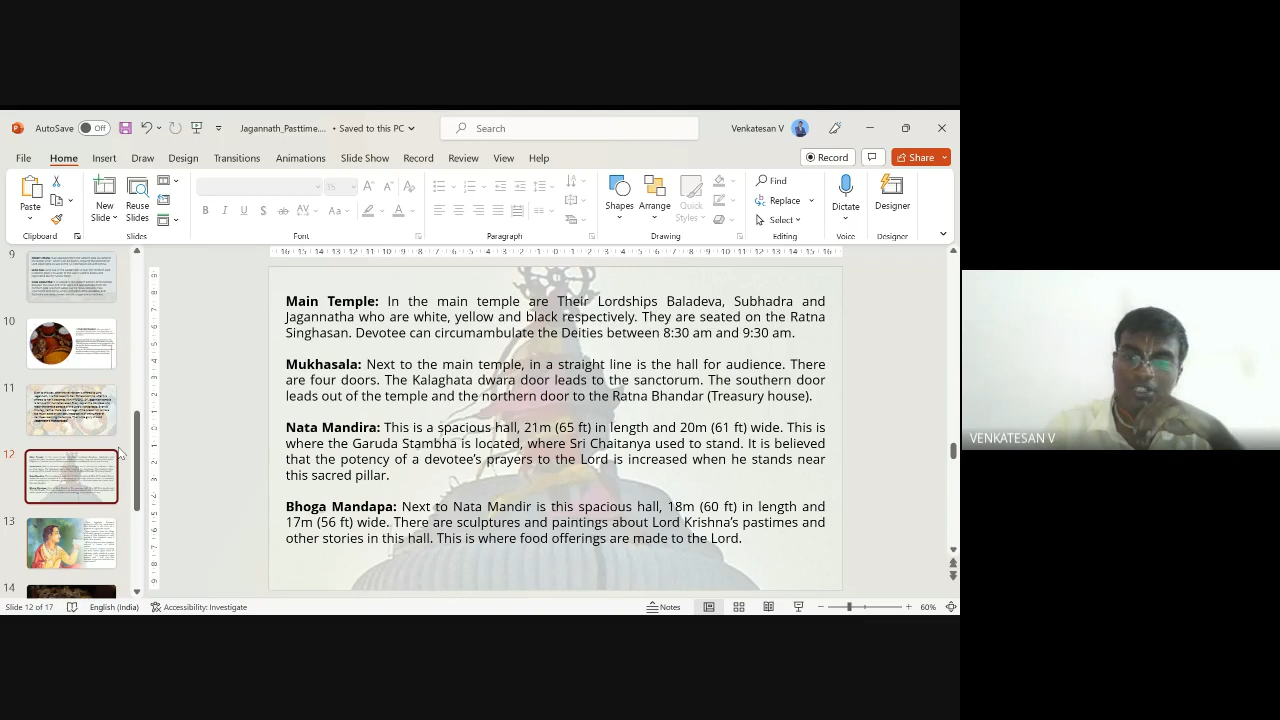 AutoSave Off Jagannath_Pasttime.... • Saved to this PC Search Venkatesan V
File Home Insert Draw Design Transitions Animations Slide Show Record Review View Help Record Share
Paste New Slide Reuse Slides Shapes Arrange Quick Styles Find Replace Select Dictate Designer
Clipboard Slides Font Paragraph Drawing Editing Voice Designer
9
10
11
12
13
14
Main Temple: In the main temple are Their Lordships Baladeva, Subhadra and
Jagannatha who are white, yellow and black respectively. They are seated on the Ratna
Singhasan. Devotee can circumambulate the Deities between 8:30 am and 9:30 pm.
Mukhasala: Next to the main temple, in a straight line is the hall for audience. There
are four doors. The Kalaghata dwara door leads to the sanctorum. The southern door
leads out of the temple and the northern door to the Ratna Bhandar (Treasury house).
Nata Mandira: This is a spacious hall, 21m (65 ft) in length and 20m (61 ft) wide. This is
where the Garuda Stambha is located, where Sri Chaitanya used to stand. It is believed
the intensity of a devotee's prayers to the Lord is increased when he prays near
this sacred pillar.
Bhoga Mandapa: Next to Nata Mandir is this spacious hall, 18m (60 ft) in length and
17m (56 ft) wide. There are sculptures and paintings about Lord Krishna's pastimes and
other stories in this hall. This is where food offerings are made to the Lord.
VENKATESAN V
Slide 12 of 17 English (India) Accessibility: Investigate Notes 60%